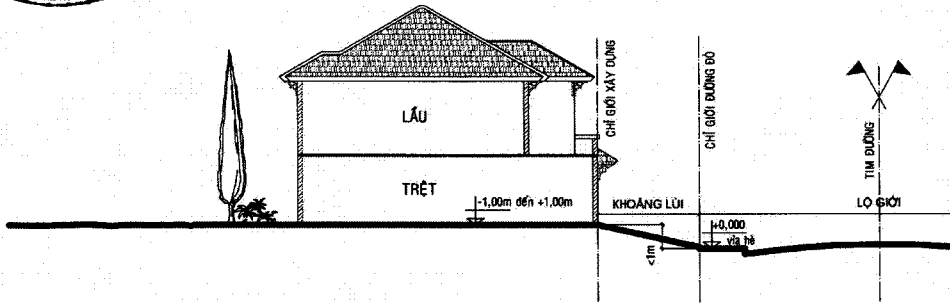 LẦU
TRỆT
-1,00m đến +1,00m
CHỈ GIỚI XÂY DỰNG
KHOẢNG LÙI
<1m
CHỈ GIỚI ĐƯỜNG ĐỎ
+0,000
vỉa hè
TIM ĐƯỜNG
LỘ GIỚI